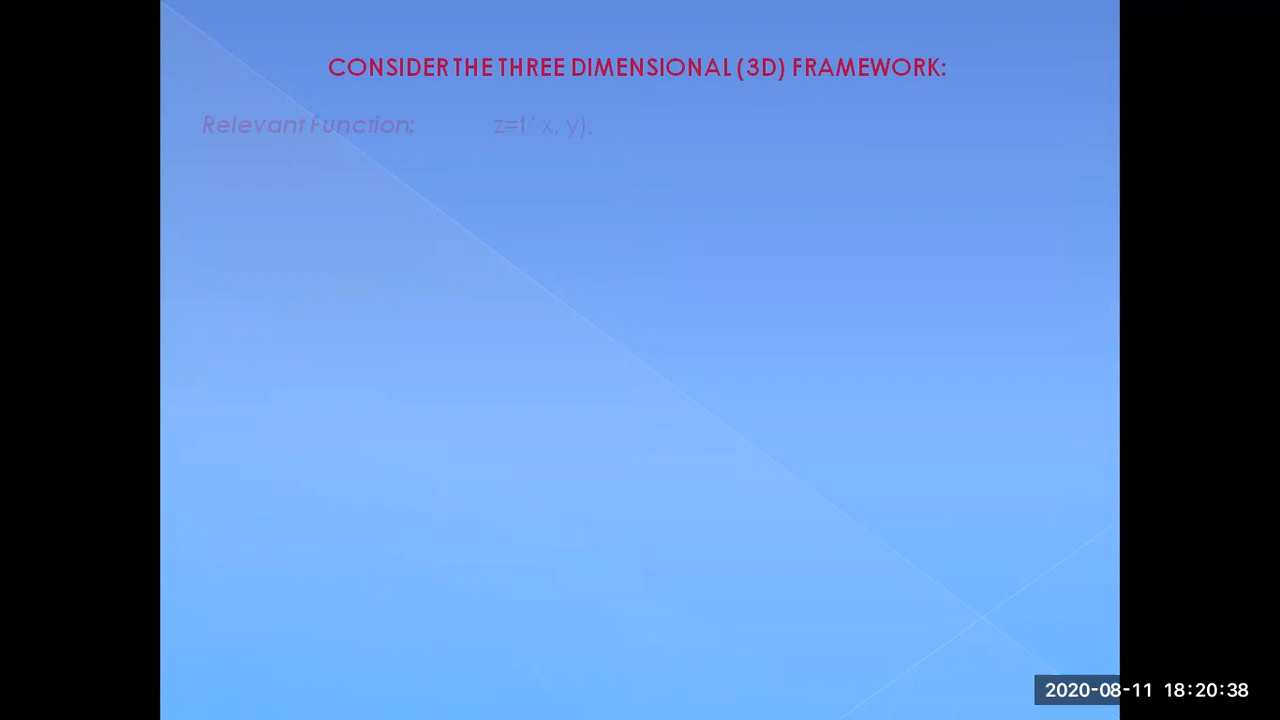 CONSIDER THE THREE DIMENSIONAL (3D) FRAMEWORK:
Relevant Function: z=f( x, y),
2020-08-11 18:20:38